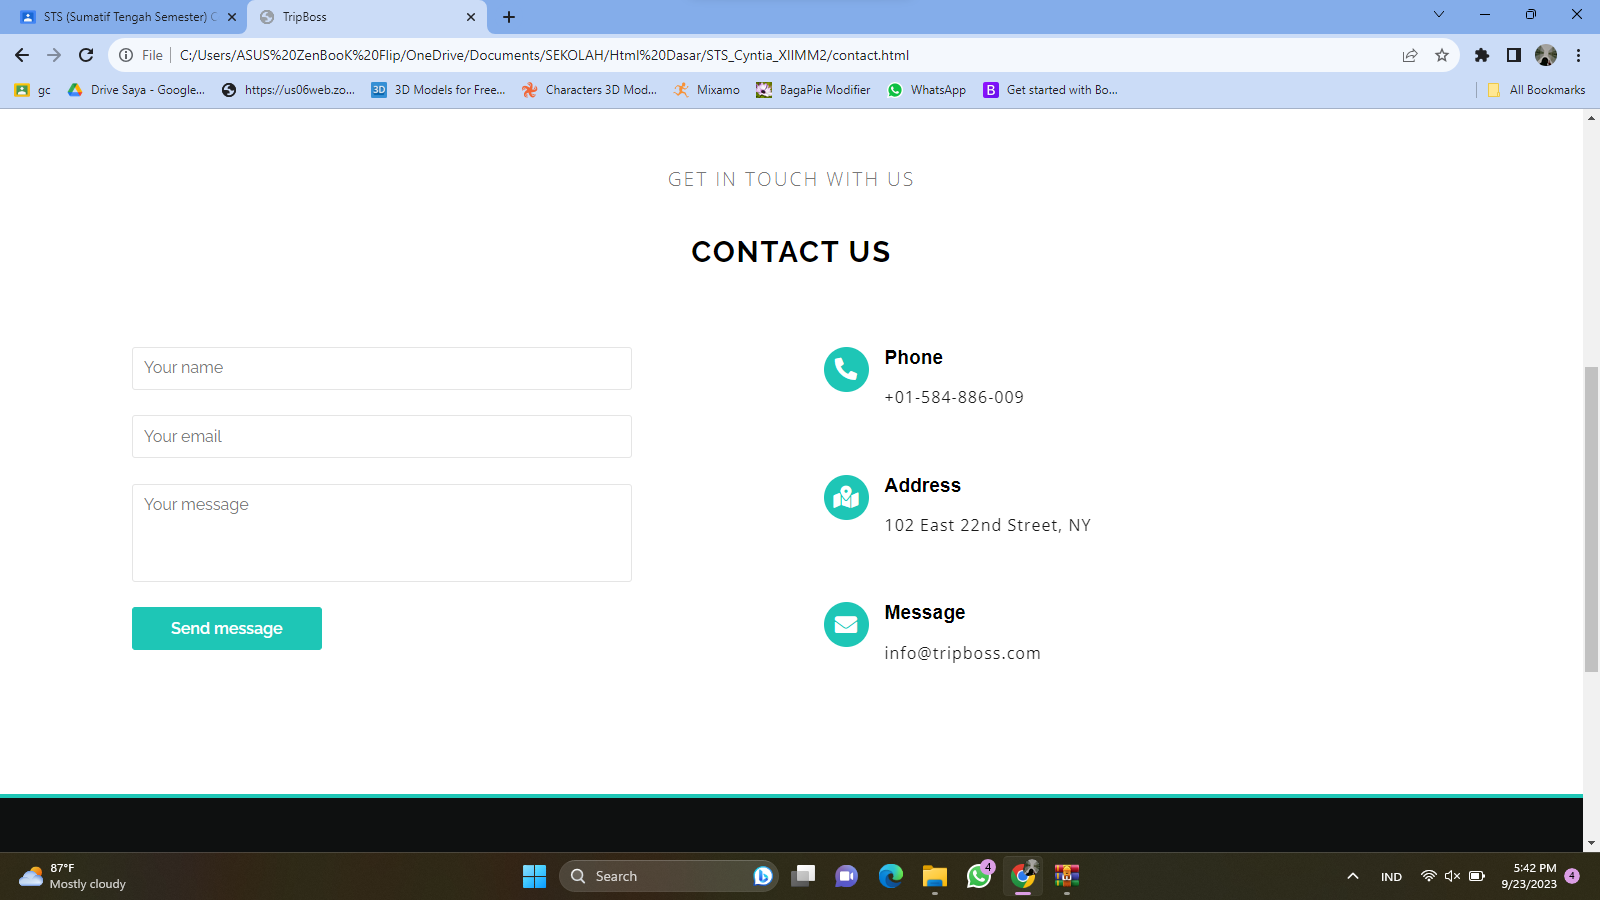 STS (Sumatif Tengah Semester) C
TripBoss
File
C:/Users/ASUS%20ZenBooK%20Flip/OneDrive/Documents/SEKOLAH/Html%20Dasar/STS_Cyntia_XIIMM2/contact.html
gc
Drive Saya - Google...
https://us06web.zo...
3D
3D Models for Free...
Characters 3D Mod...
Mixamo
BagaPie Modifier
WhatsApp
B
Get started with Bo...
All Bookmarks
GET IN TOUCH WITH US
CONTACT US
Your name
Your email
Your message
Send message
Phone
+01-584-886-009
Address
102 East 22nd Street, NY
Message
info@tripboss.com
87°F
Mostly cloudy
Search
4
IND
5:42 PM
9/23/2023
4